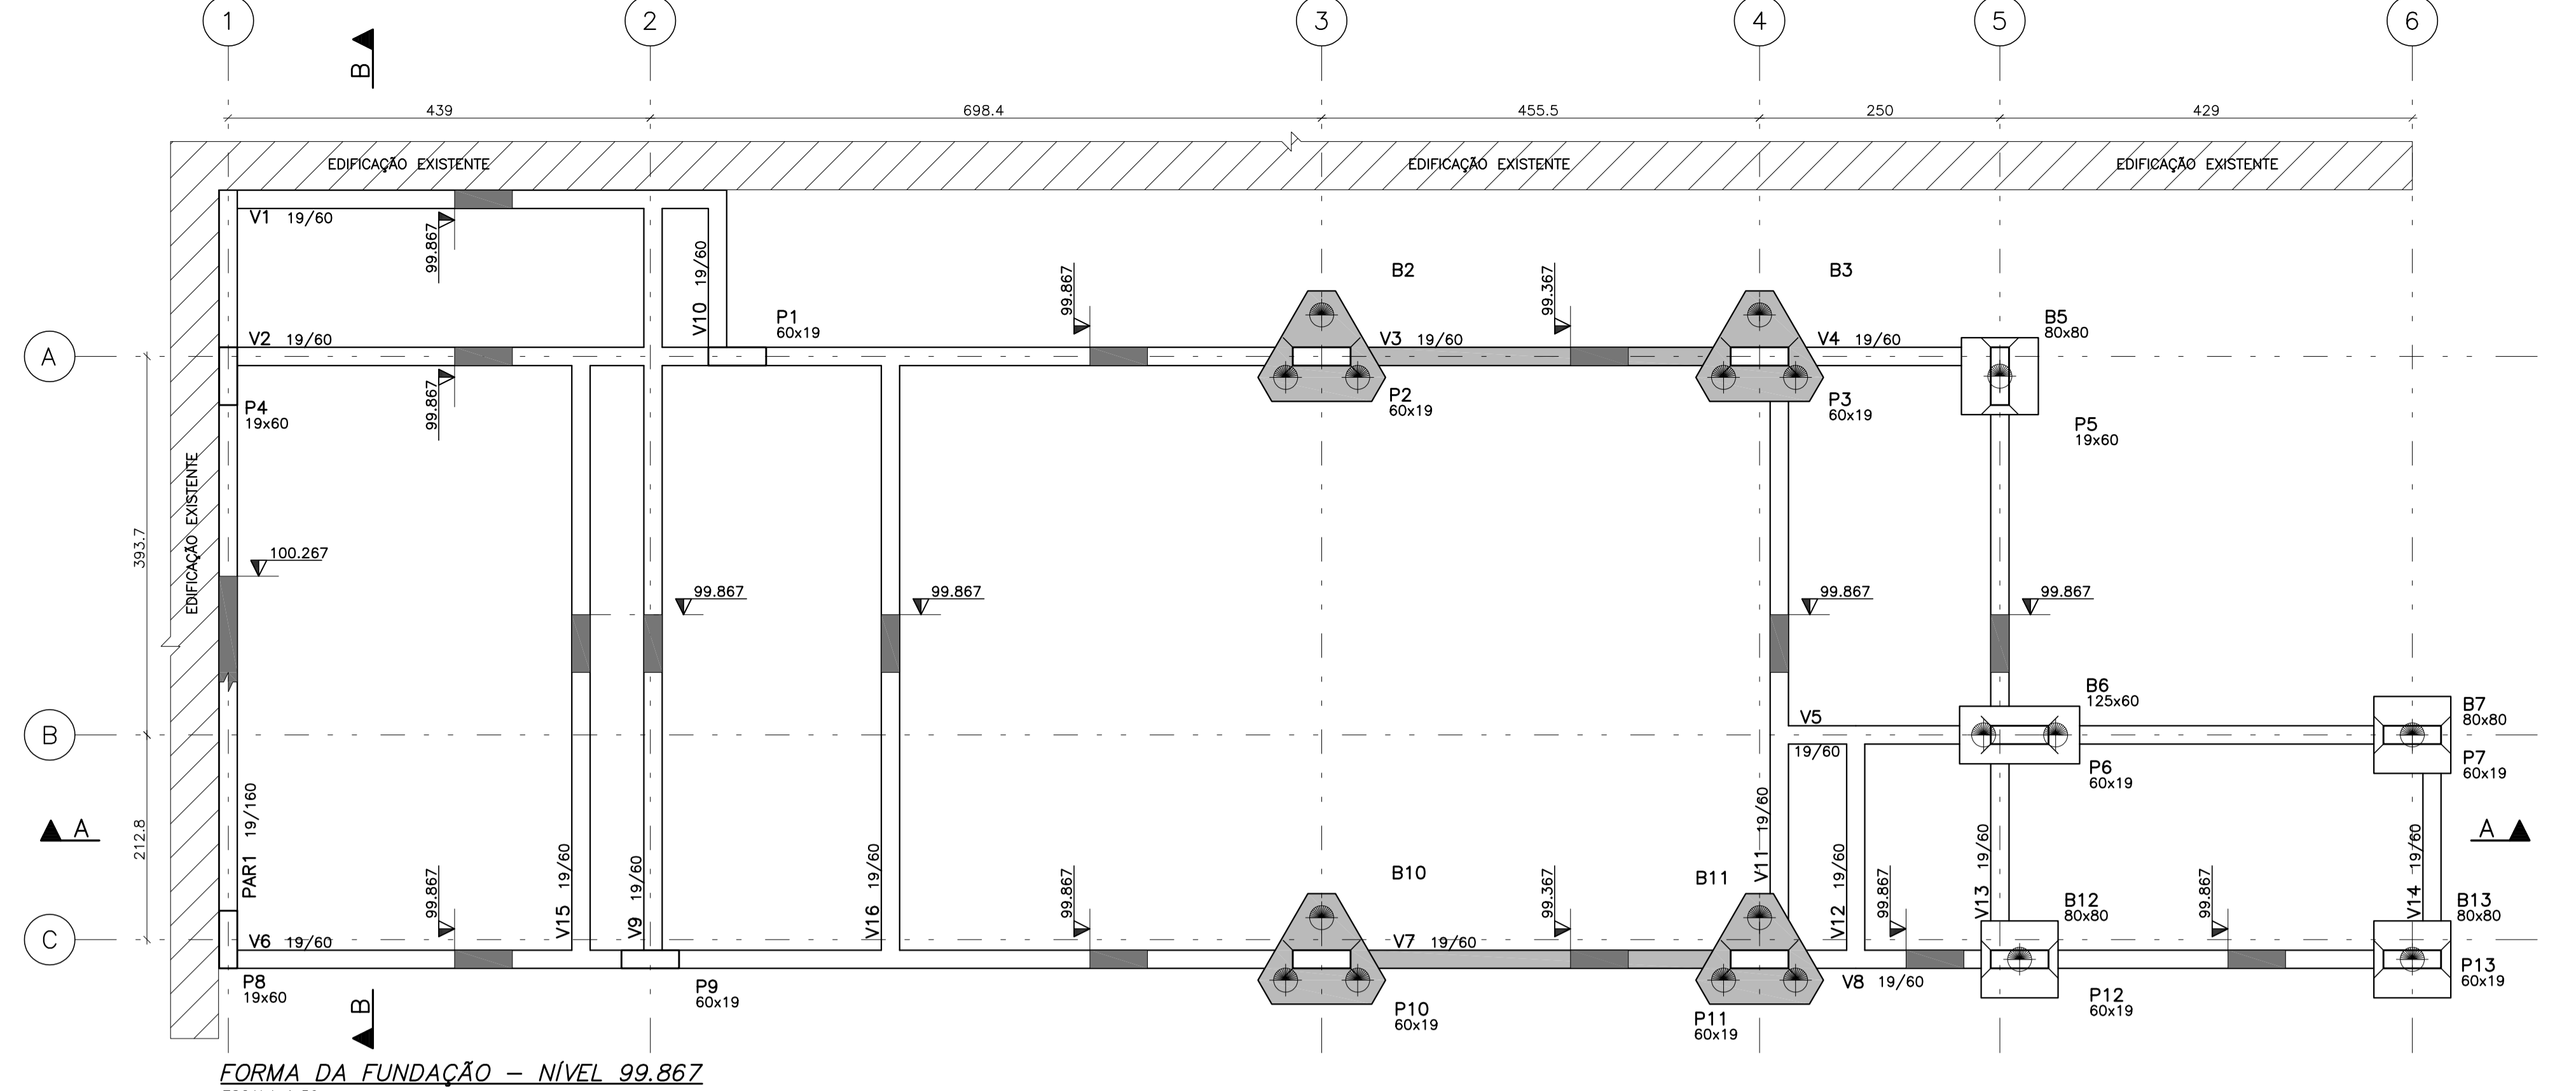 1
2
3
4
5
6
B
439
698.4
455.5
250
429
EDIFICAÇÃO EXISTENTE
EDIFICAÇÃO EXISTENTE
EDIFICAÇÃO EXISTENTE
V1 19/60
99.867
V10 19/60
P1
60x19
99.867
B2
99.367
B3
A
V2 19/60
V3 19/60
V4 19/60
B5
80x80
99.867
P4
19x60
P2
60x19
P3
60x19
P5
19x60
EDIFICAÇÃO EXISTENTE
393.7
100.267
99.867
99.867
99.867
99.867
B
V5
19/60
B6
125x60
P6
60x19
B7
80x80
P7
60x19
A
212.8
PAR1 19/160
V15 19/60
V9 19/60
V16 19/60
V11 19/60
V12 19/60
V13 19/60
V14 19/60
A
99.867
99.867
B10
99.367
B11
99.867
B12
80x80
99.867
B13
80x80
C
V6 19/60
V7 19/60
V8 19/60
P8
19x60
P9
60x19
P10
60x19
P11
60x19
P12
60x19
P13
60x19
B
FORMA DA FUNDAÇÃO – NÍVEL 99.867